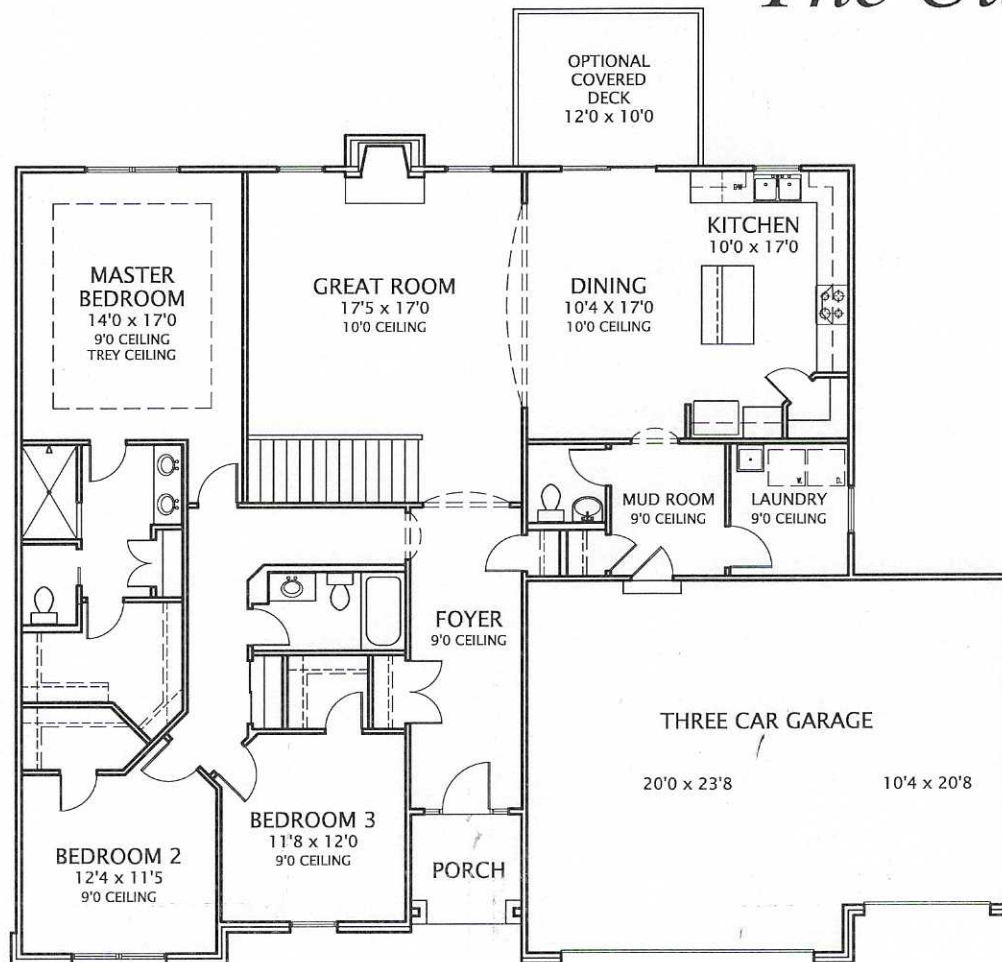 The
OPTIONAL
COVERED
DECK
12'0 x 10'0
MASTER
BEDROOM
14'0 x 17'0
9'0 CEILING
TREY CEILING
GREAT ROOM
17'5 x 17'0
10'0 CEILING
DINING
10'4 X 17'0
10'0 CEILING
DW
KITCHEN
10'0 x 17'0
MUD ROOM
9'0 CEILING
W. D.
LAUNDRY
9'0 CEILING
FOYER
9'0 CEILING
THREE CAR GARAGE
20'0 x 23'8
10'4 x 20'8
BEDROOM 2
12'4 x 11'5
9'0 CEILING
BEDROOM 3
11'8 x 12'0
9'0 CEILING
PORCH